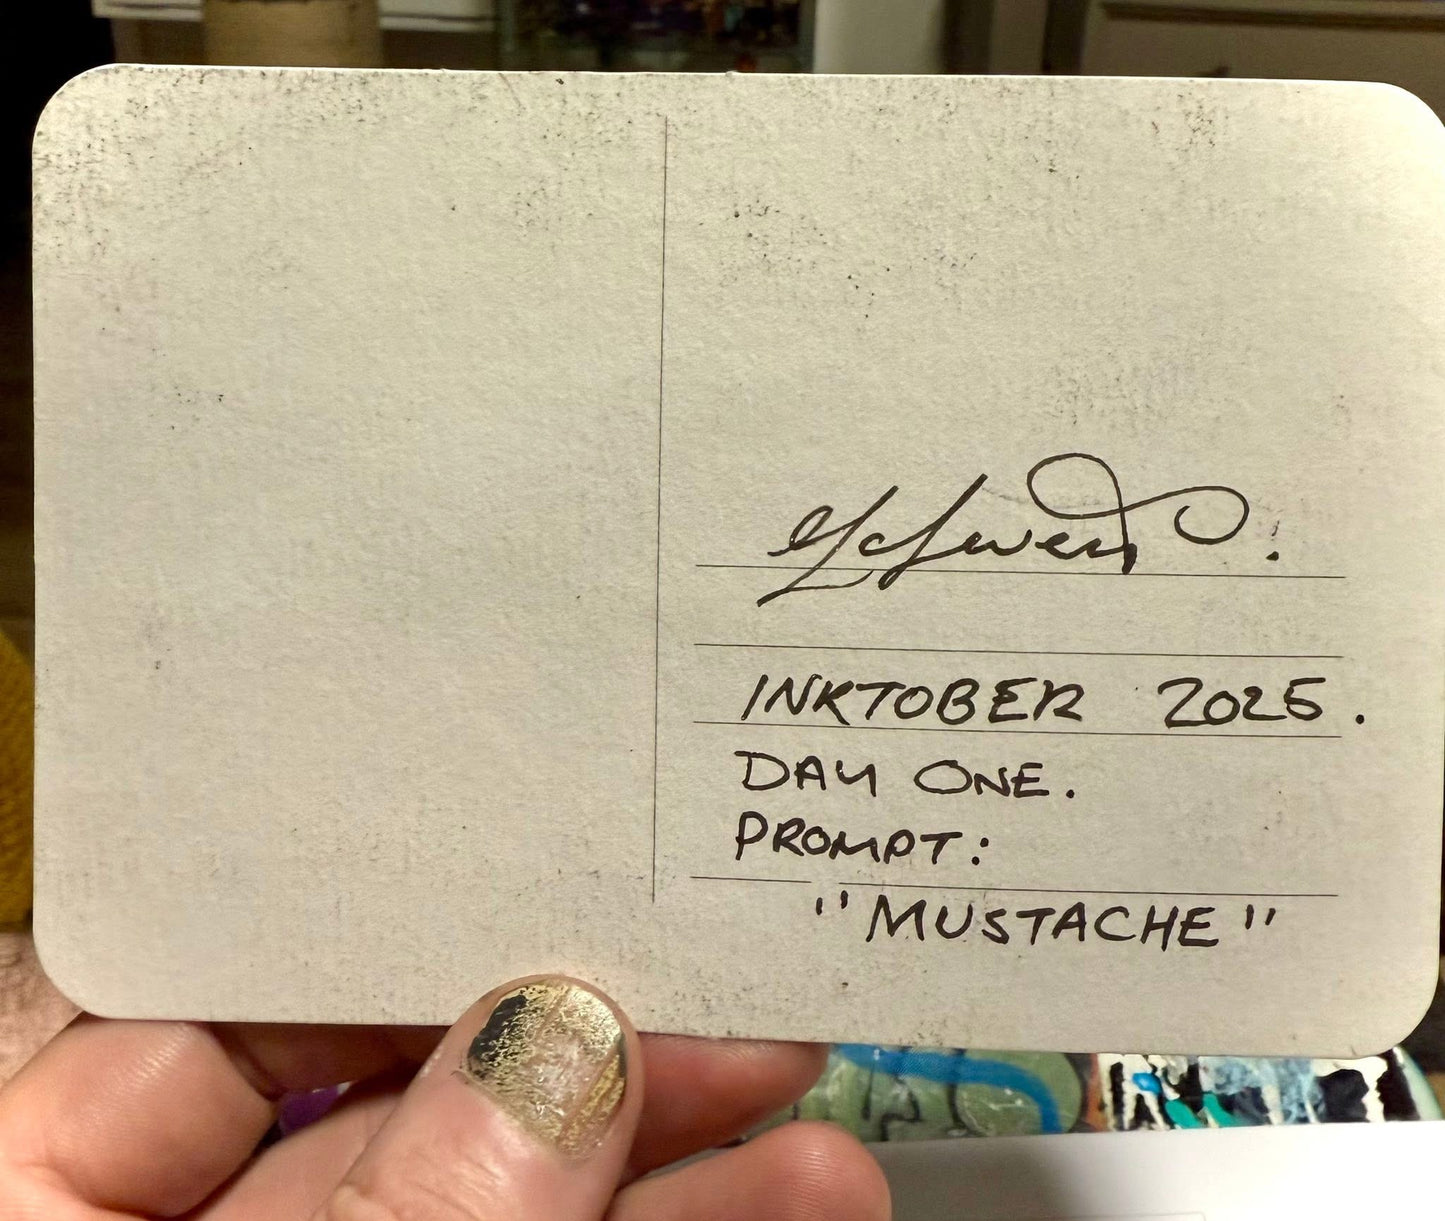 INKTOBER 2025.
DAY ONE.
PROMPT:
"MUSTACHE"